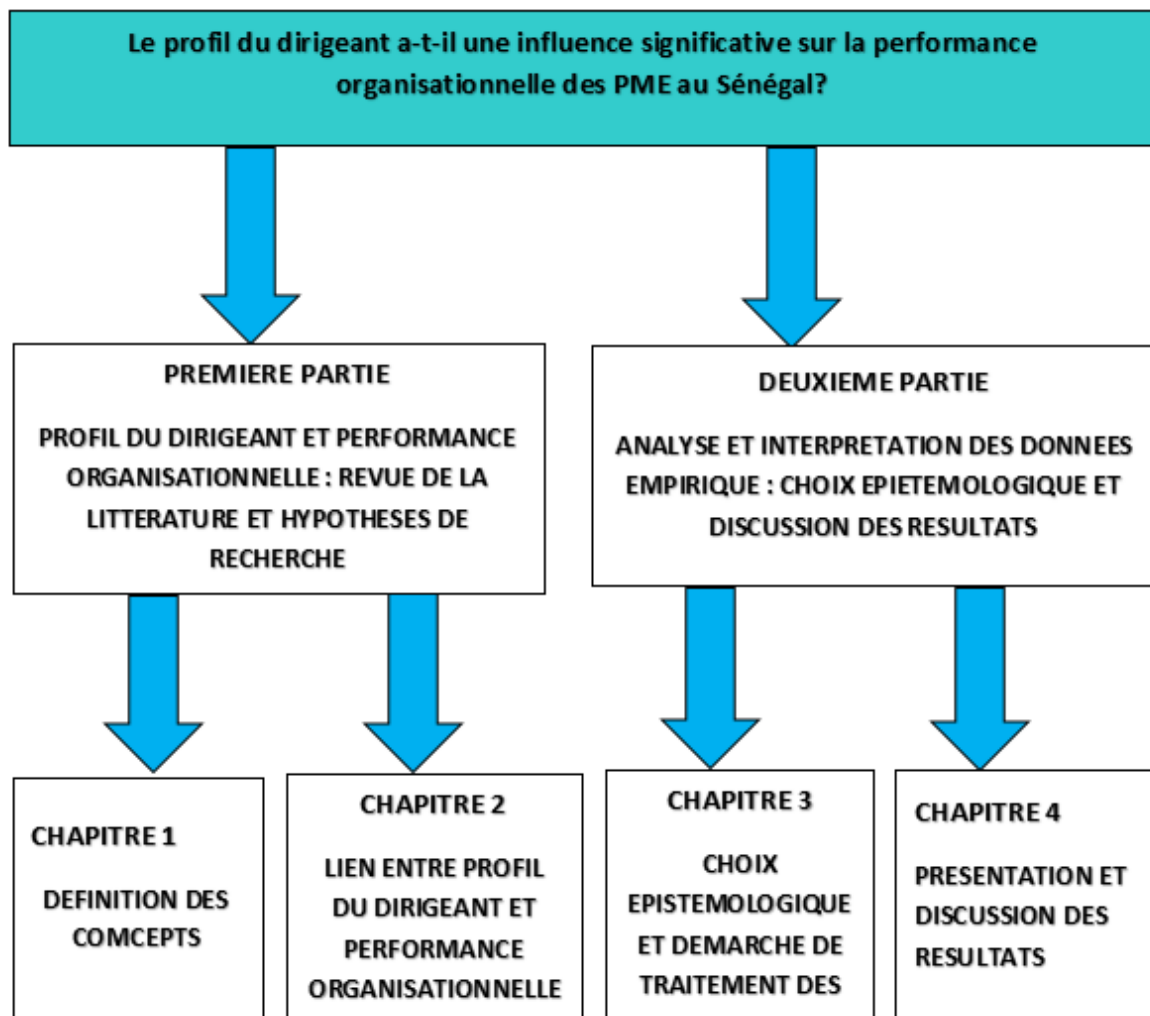 Le profil du dirigeant a-t-il une influence significative sur la performance
organisationnelle des PME au Sénégal?
PREMIERE PARTIE
PROFIL DU DIRIGEANT ET PERFORMANCE
ORGANISATIONNELLE : REVUE DE LA
LITTERATURE ET HYPOTHESES DE
RECHERCHE
DEUXIEME PARTIE
ANALYSE ET INTERPRETATION DES DONNEES
EMPIRIQUE : CHOIX EPIETEMOLOGIQUE ET
DISCUSSION DES RESULTATS
CHAPITRE 1
DEFINITION DES
COMCEPTS
CHAPITRE 2
LIEN ENTRE PROFIL
DU DIRIGEANT ET
PERFORMANCE
ORGANISATIONNELLE
CHAPITRE 3
CHOIX
EPISTEMOLOGIQUE
ET DEMARCHE DE
TRAITEMENT DES
CHAPITRE 4
PRESENTATION ET
DISCUSSION DES
RESULTATS